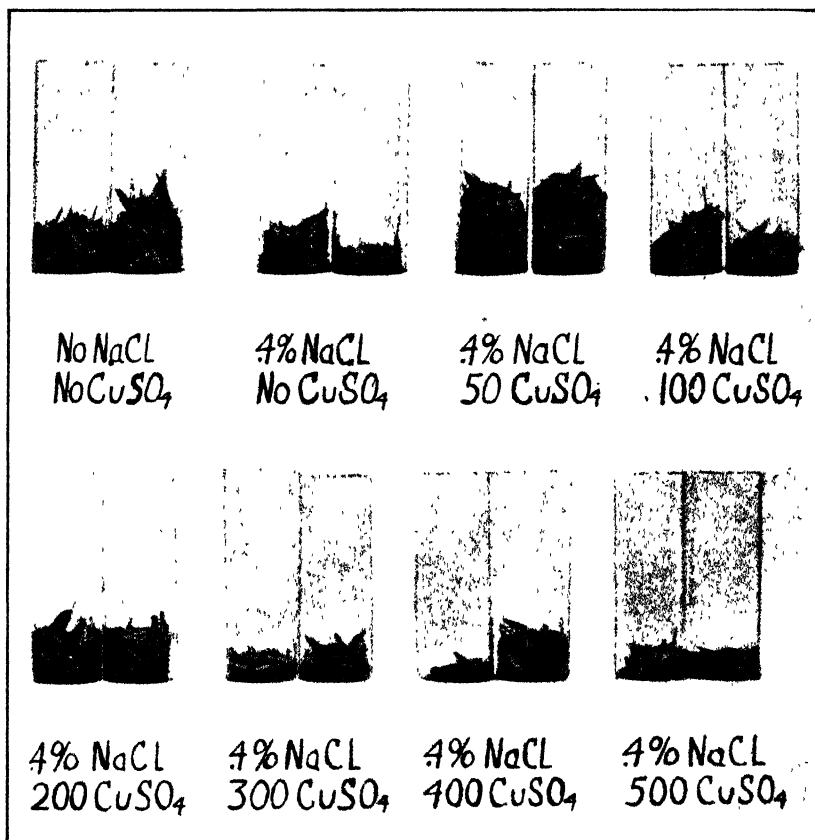 No NaCL
No CuSO₄
.4% NaCL
No CuSO₄
.4% NaCL
50 CuSO₄
.4% NaCL
100 CuSO₄
.4% NaCL
200 CuSO₄
.4% NaCL
300 CuSO₄
.4% NaCL
400 CuSO₄
.4% NaCL
500 CuSO₄